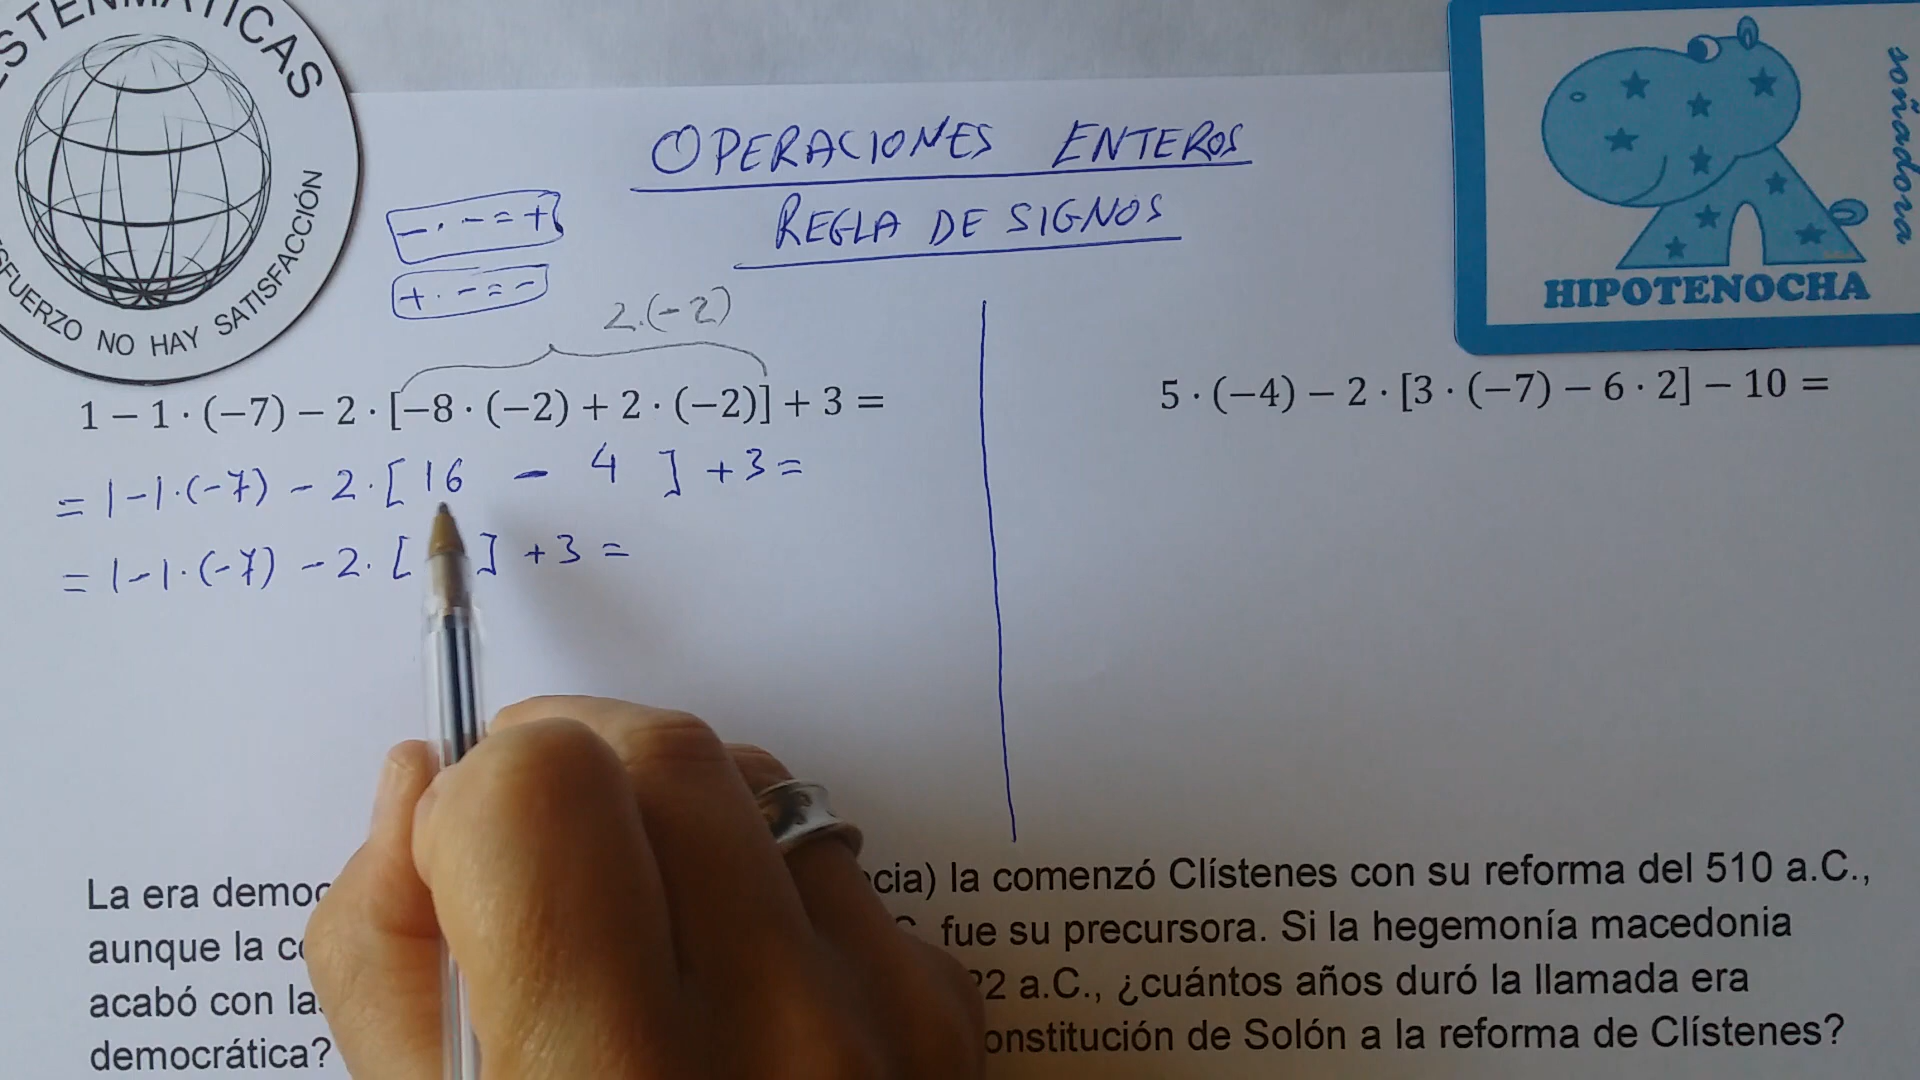 STENMÁTICAS
SFUERZO NO HAY SATISFACCIÓN
OPERACIONES ENTEROS
REGLA DE SIGNOS
- · - = +
+ · - = -
soñadora
HIPOTENOCHA
2.(-2)
1 − 1 · (−7) − 2 · [−8 · (−2) + 2 · (−2)] + 3 =
= 1-1·(-7) - 2·[16 - 4] +3=
= 1-1·(-7) -2·[ ] +3=
5 · (−4) − 2 · [3 · (−7) − 6 · 2] − 10 =
La era democ cia) la comenzó Clístenes con su reforma del 510 a.C.,
aunque la c fue su precursora. Si la hegemonía macedonia
acabó con la 2 a.C., ¿cuántos años duró la llamada era
democrática? onstitución de Solón a la reforma de Clístenes?